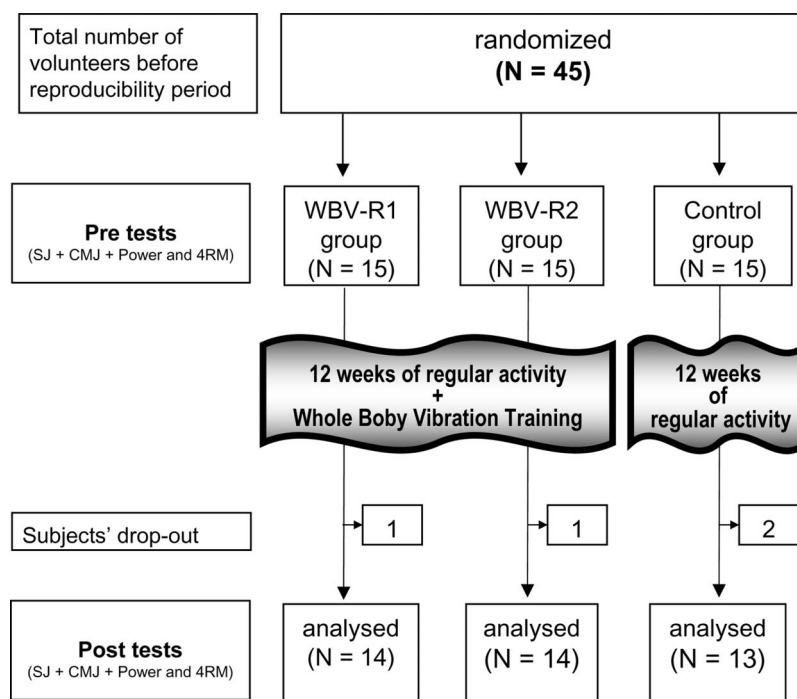 Total number of
volunteers before
reproducibility period
randomized
(N = 45)
Pre tests
(SJ + CMJ + Power and 4RM)
WBV-R1
group
(N = 15)
WBV-R2
group
(N = 15)
Control
group
(N = 15)
12 weeks of regular activity
+
Whole Boby Vibration Training
12 weeks
of
regular activity
Subjects' drop-out
1
1
2
Post tests
(SJ + CMJ + Power and 4RM)
analysed
(N = 14)
analysed
(N = 14)
analysed
(N = 13)